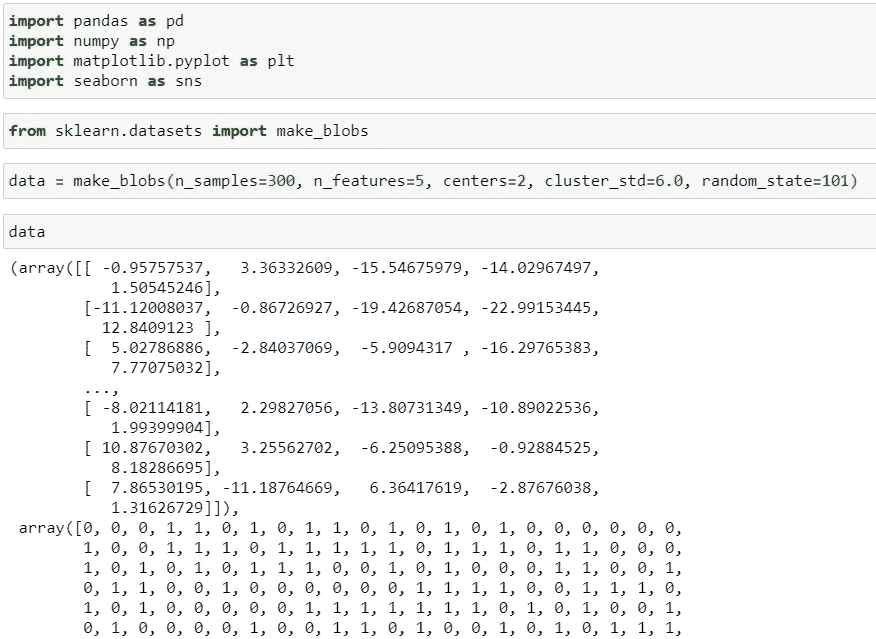 import pandas as pd
import numpy as np
import matplotlib.pyplot as plt
import seaborn as sns
from sklearn.datasets import make_blobs
data = make_blobs(n_samples=300, n_features=5, centers=2, cluster_std=6.0, random_state=101)
data
(array([[ -0.95757537,   3.36332609, -15.54675979, -14.02967497,
           1.50545246],
        [-11.12008037,  -0.86726927, -19.42687054, -22.99153445,
          12.8409123 ],
        [  5.02786886,  -2.84037069,  -5.9094317 , -16.29765383,
           7.77075032],
        ...,
        [ -8.02114181,   2.29827056, -13.80731349, -10.89022536,
           1.99399904],
        [ 10.87670302,   3.25562702,  -6.25095388,  -0.92884525,
           8.18286695],
        [  7.86530195, -11.18764669,   6.36417619,  -2.87676038,
           1.31626729]]),
 array([0, 0, 0, 1, 1, 0, 1, 0, 1, 1, 0, 1, 0, 1, 0, 1, 0, 0, 0, 0, 0, 0,
        1, 0, 0, 1, 1, 1, 0, 1, 1, 1, 1, 1, 0, 1, 1, 1, 0, 1, 1, 0, 0, 0,
        1, 0, 1, 0, 1, 0, 1, 1, 1, 0, 0, 1, 0, 1, 0, 0, 0, 1, 1, 0, 0, 1,
        0, 1, 1, 0, 0, 1, 0, 0, 0, 0, 0, 0, 1, 1, 1, 1, 0, 0, 1, 1, 1, 0,
        1, 0, 1, 0, 0, 0, 0, 0, 1, 1, 1, 1, 1, 1, 1, 0, 1, 0, 1, 0, 0, 1,
        0, 1, 0, 0, 0, 0, 1, 0, 0, 1, 1, 0, 1, 0, 0, 1, 0, 1, 0, 1, 1, 1,